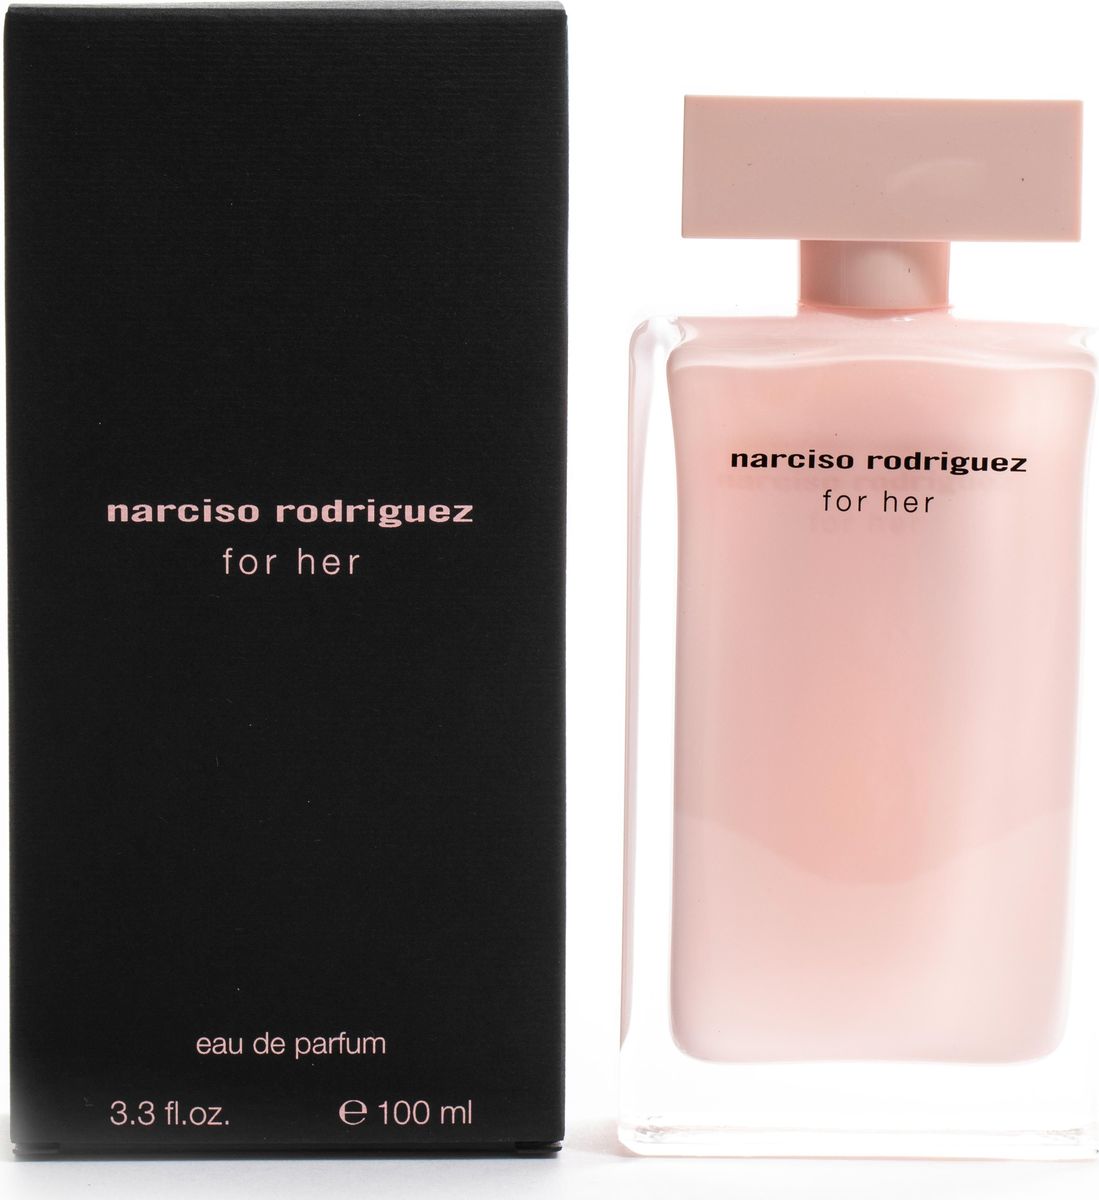 narciso rodriguez
for her
eau de parfum
3.3 fl.oz. ℮ 100 ml
narciso rodriguez
for her